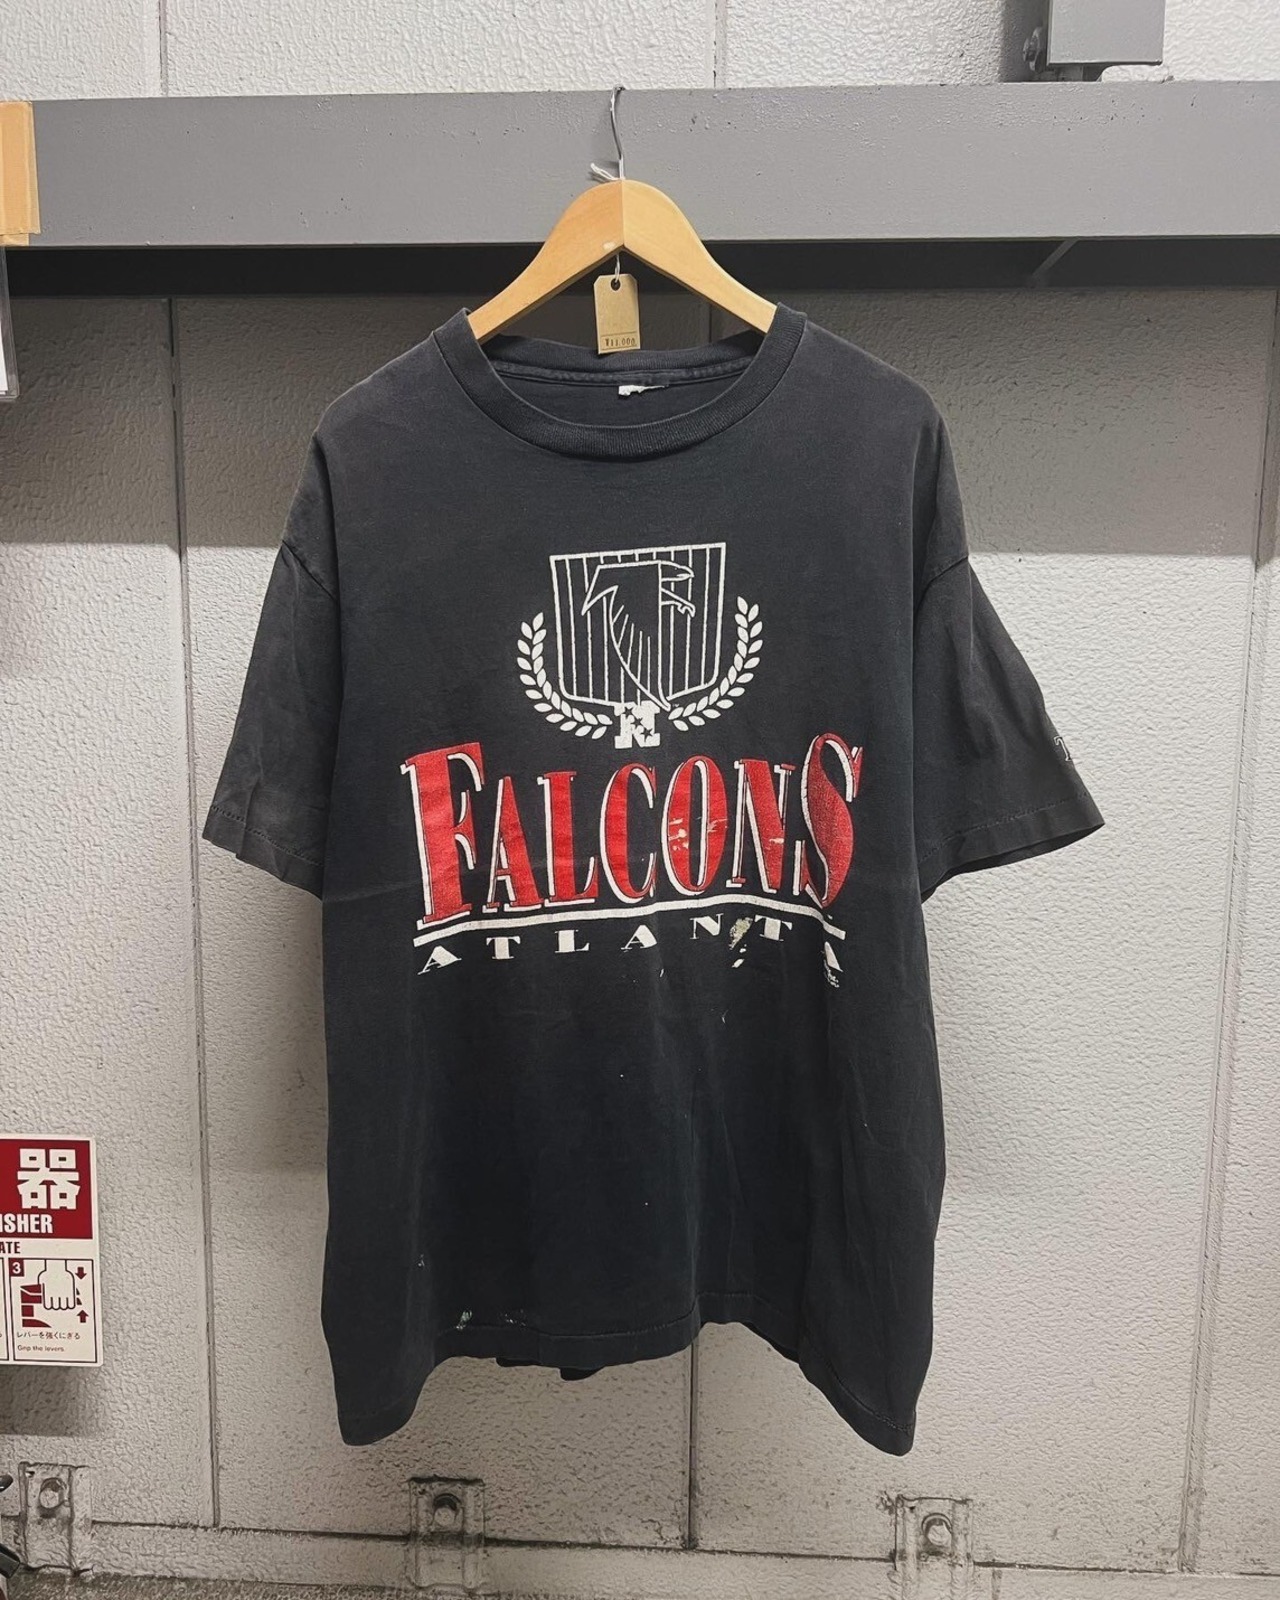 ¥11,000
N
FALCONS
ATLANTA
器
ISHER
ATE
3
レバーを強くにぎる
Grip the levers.